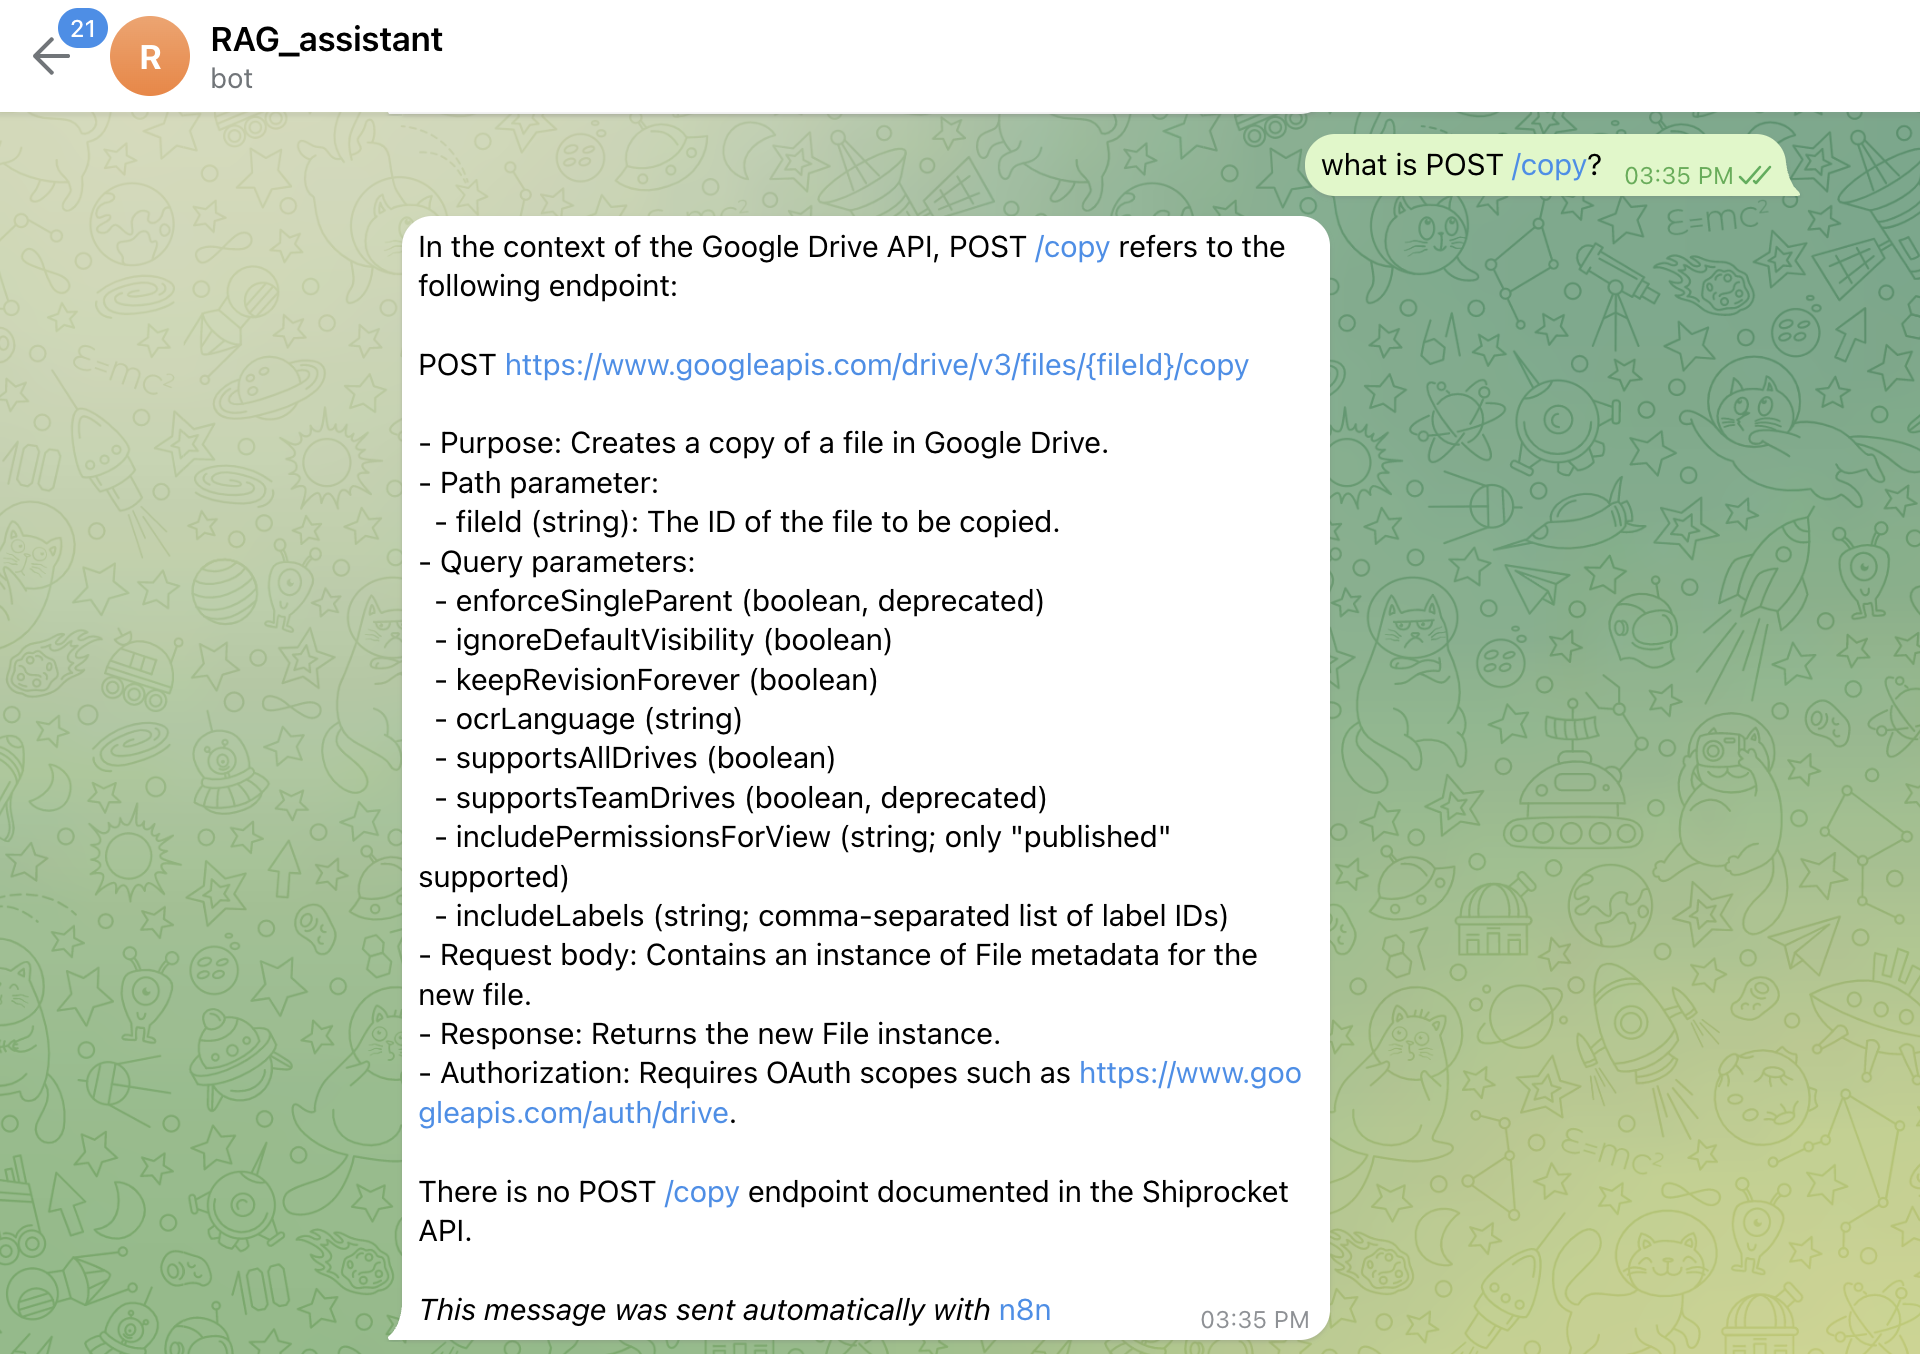 21
R
RAG_assistant
bot
what is POST /copy? 03:35 PM
In the context of the Google Drive API, POST /copy refers to the
following endpoint:
POST https://www.googleapis.com/drive/v3/files/{fileId}/copy
- Purpose: Creates a copy of a file in Google Drive.
- Path parameter:
- fileId (string): The ID of the file to be copied.
- Query parameters:
- enforceSingleParent (boolean, deprecated)
- ignoreDefaultVisibility (boolean)
- keepRevisionForever (boolean)
- ocrLanguage (string)
- supportsAllDrives (boolean)
- supportsTeamDrives (boolean, deprecated)
- includePermissionsForView (string; only "published"
supported)
- includeLabels (string; comma-separated list of label IDs)
- Request body: Contains an instance of File metadata for the
new file.
- Response: Returns the new File instance.
- Authorization: Requires OAuth scopes such as https://www.goo
gleapis.com/auth/drive.
There is no POST /copy endpoint documented in the Shiprocket
API.
This message was sent automatically with n8n
03:35 PM